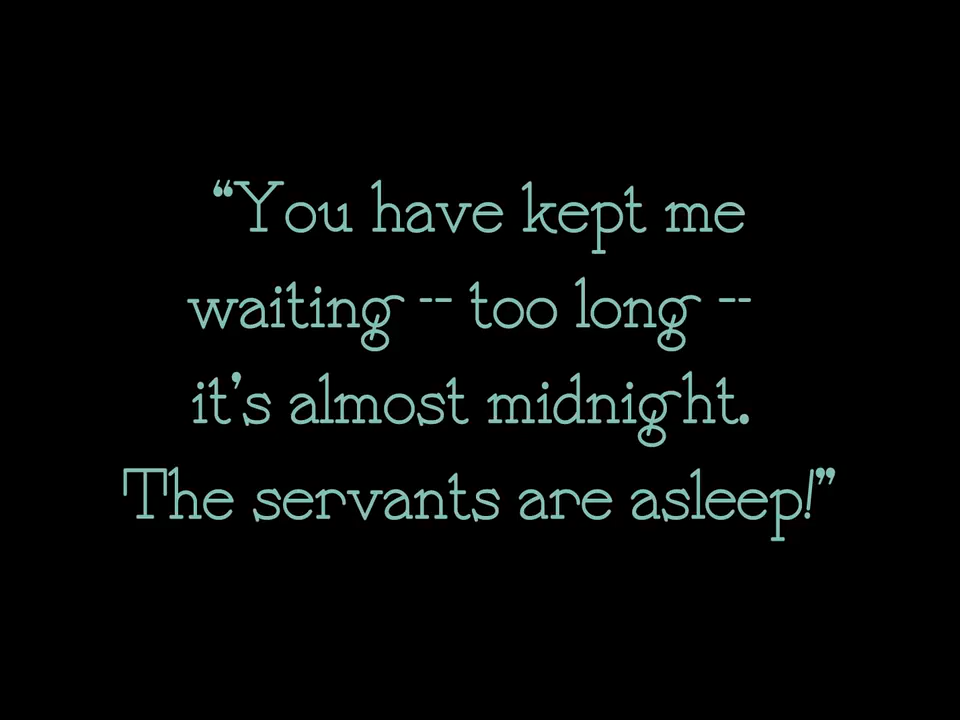 “You have kept me
waiting -- too long --
it’s almost midnight.
The servants are asleep!”